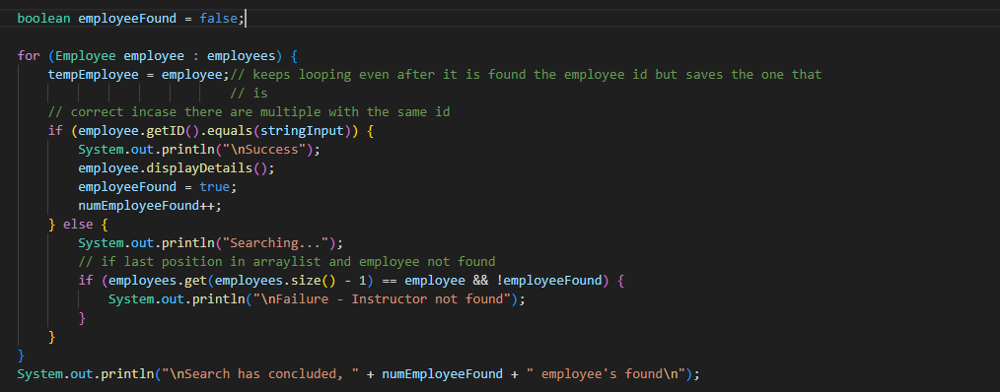 boolean employeeFound = false;
for (Employee employee : employees) {
tempEmployee = employee;// keeps looping even after it is found the employee id but saves the one that
// is
// correct incase there are multiple with the same id
if (employee.getID().equals(stringInput)) {
System.out.println("\nSuccess");
employee.displayDetails();
employeeFound = true;
numEmployeeFound++;
} else {
System.out.println("Searching...");
// if last position in arraylist and employee not found
if (employees.get(employees.size() - 1) == employee && !employeeFound) {
System.out.println("\nFailure - Instructor not found");
}
}
}
System.out.println("\nSearch has concluded, " + numEmployeeFound + " employee's found\n");